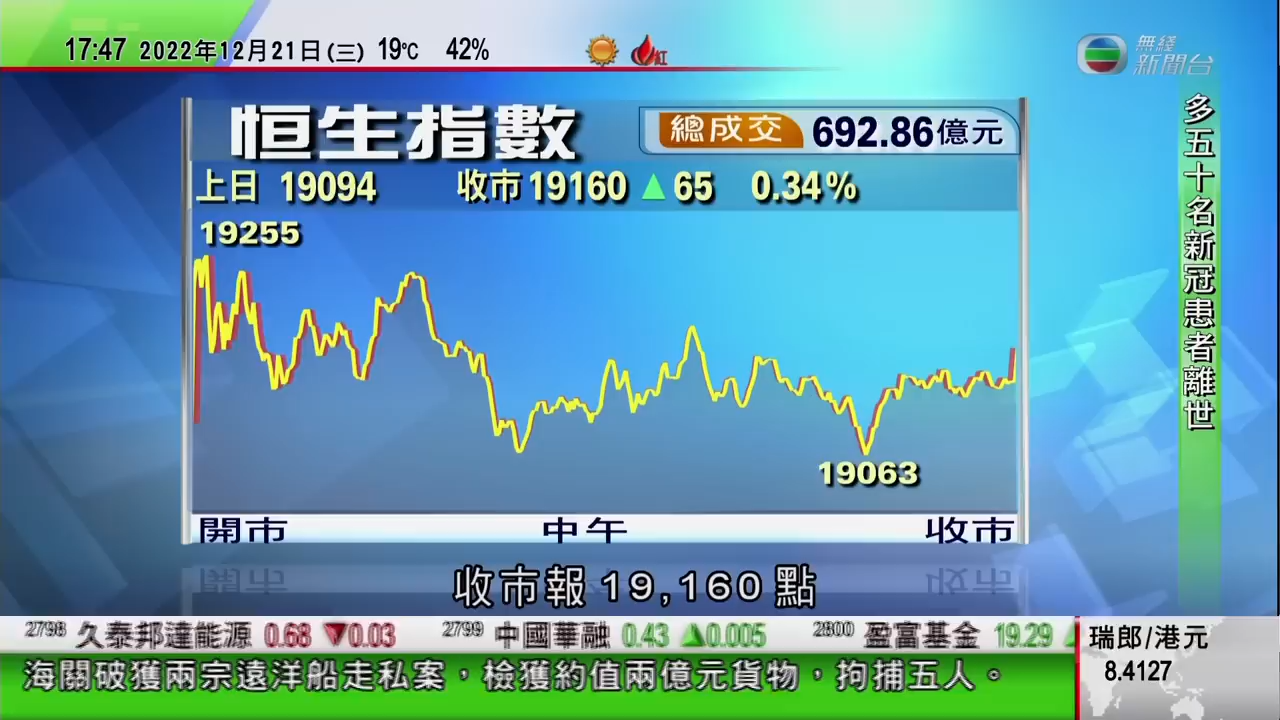 17:47 2022年12月21日(三) 19℃ 42%
紅
無綫
新聞台
恒生指數
總成交 692.86億元
上日 19094 收市 19160 ▲ 65 0.34%
19255
19063
開市 中午 收市
收市報19,160點
多五十名新冠患者離世
2798 久泰邦達能源 0.68 ▼0.03 2799 中國華融 0.43 ▲0.005 2800 盈富基金 19.29
瑞郎/港元
8.4127
海關破獲兩宗遠洋船走私案，檢獲約值兩億元貨物，拘捕五人。